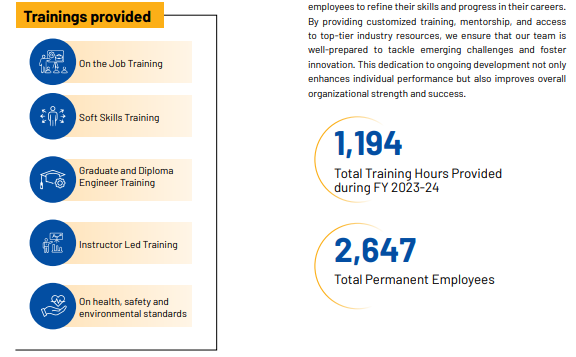 Trainings provided
On the Job Training
Soft Skills Training
Graduate and Diploma
Engineer Training
Instructor Led Training
On health, safety and
environmental standards
employees to refine their skills and progress in their careers.
By providing customized training, mentorship, and access
to top-tier industry resources, we ensure that our team is
well-prepared to tackle emerging challenges and foster
innovation. This dedication to ongoing development not only
enhances individual performance but also improves overall
organizational strength and success.
1,194
Total Training Hours Provided
during FY 2023-24
2,647
Total Permanent Employees